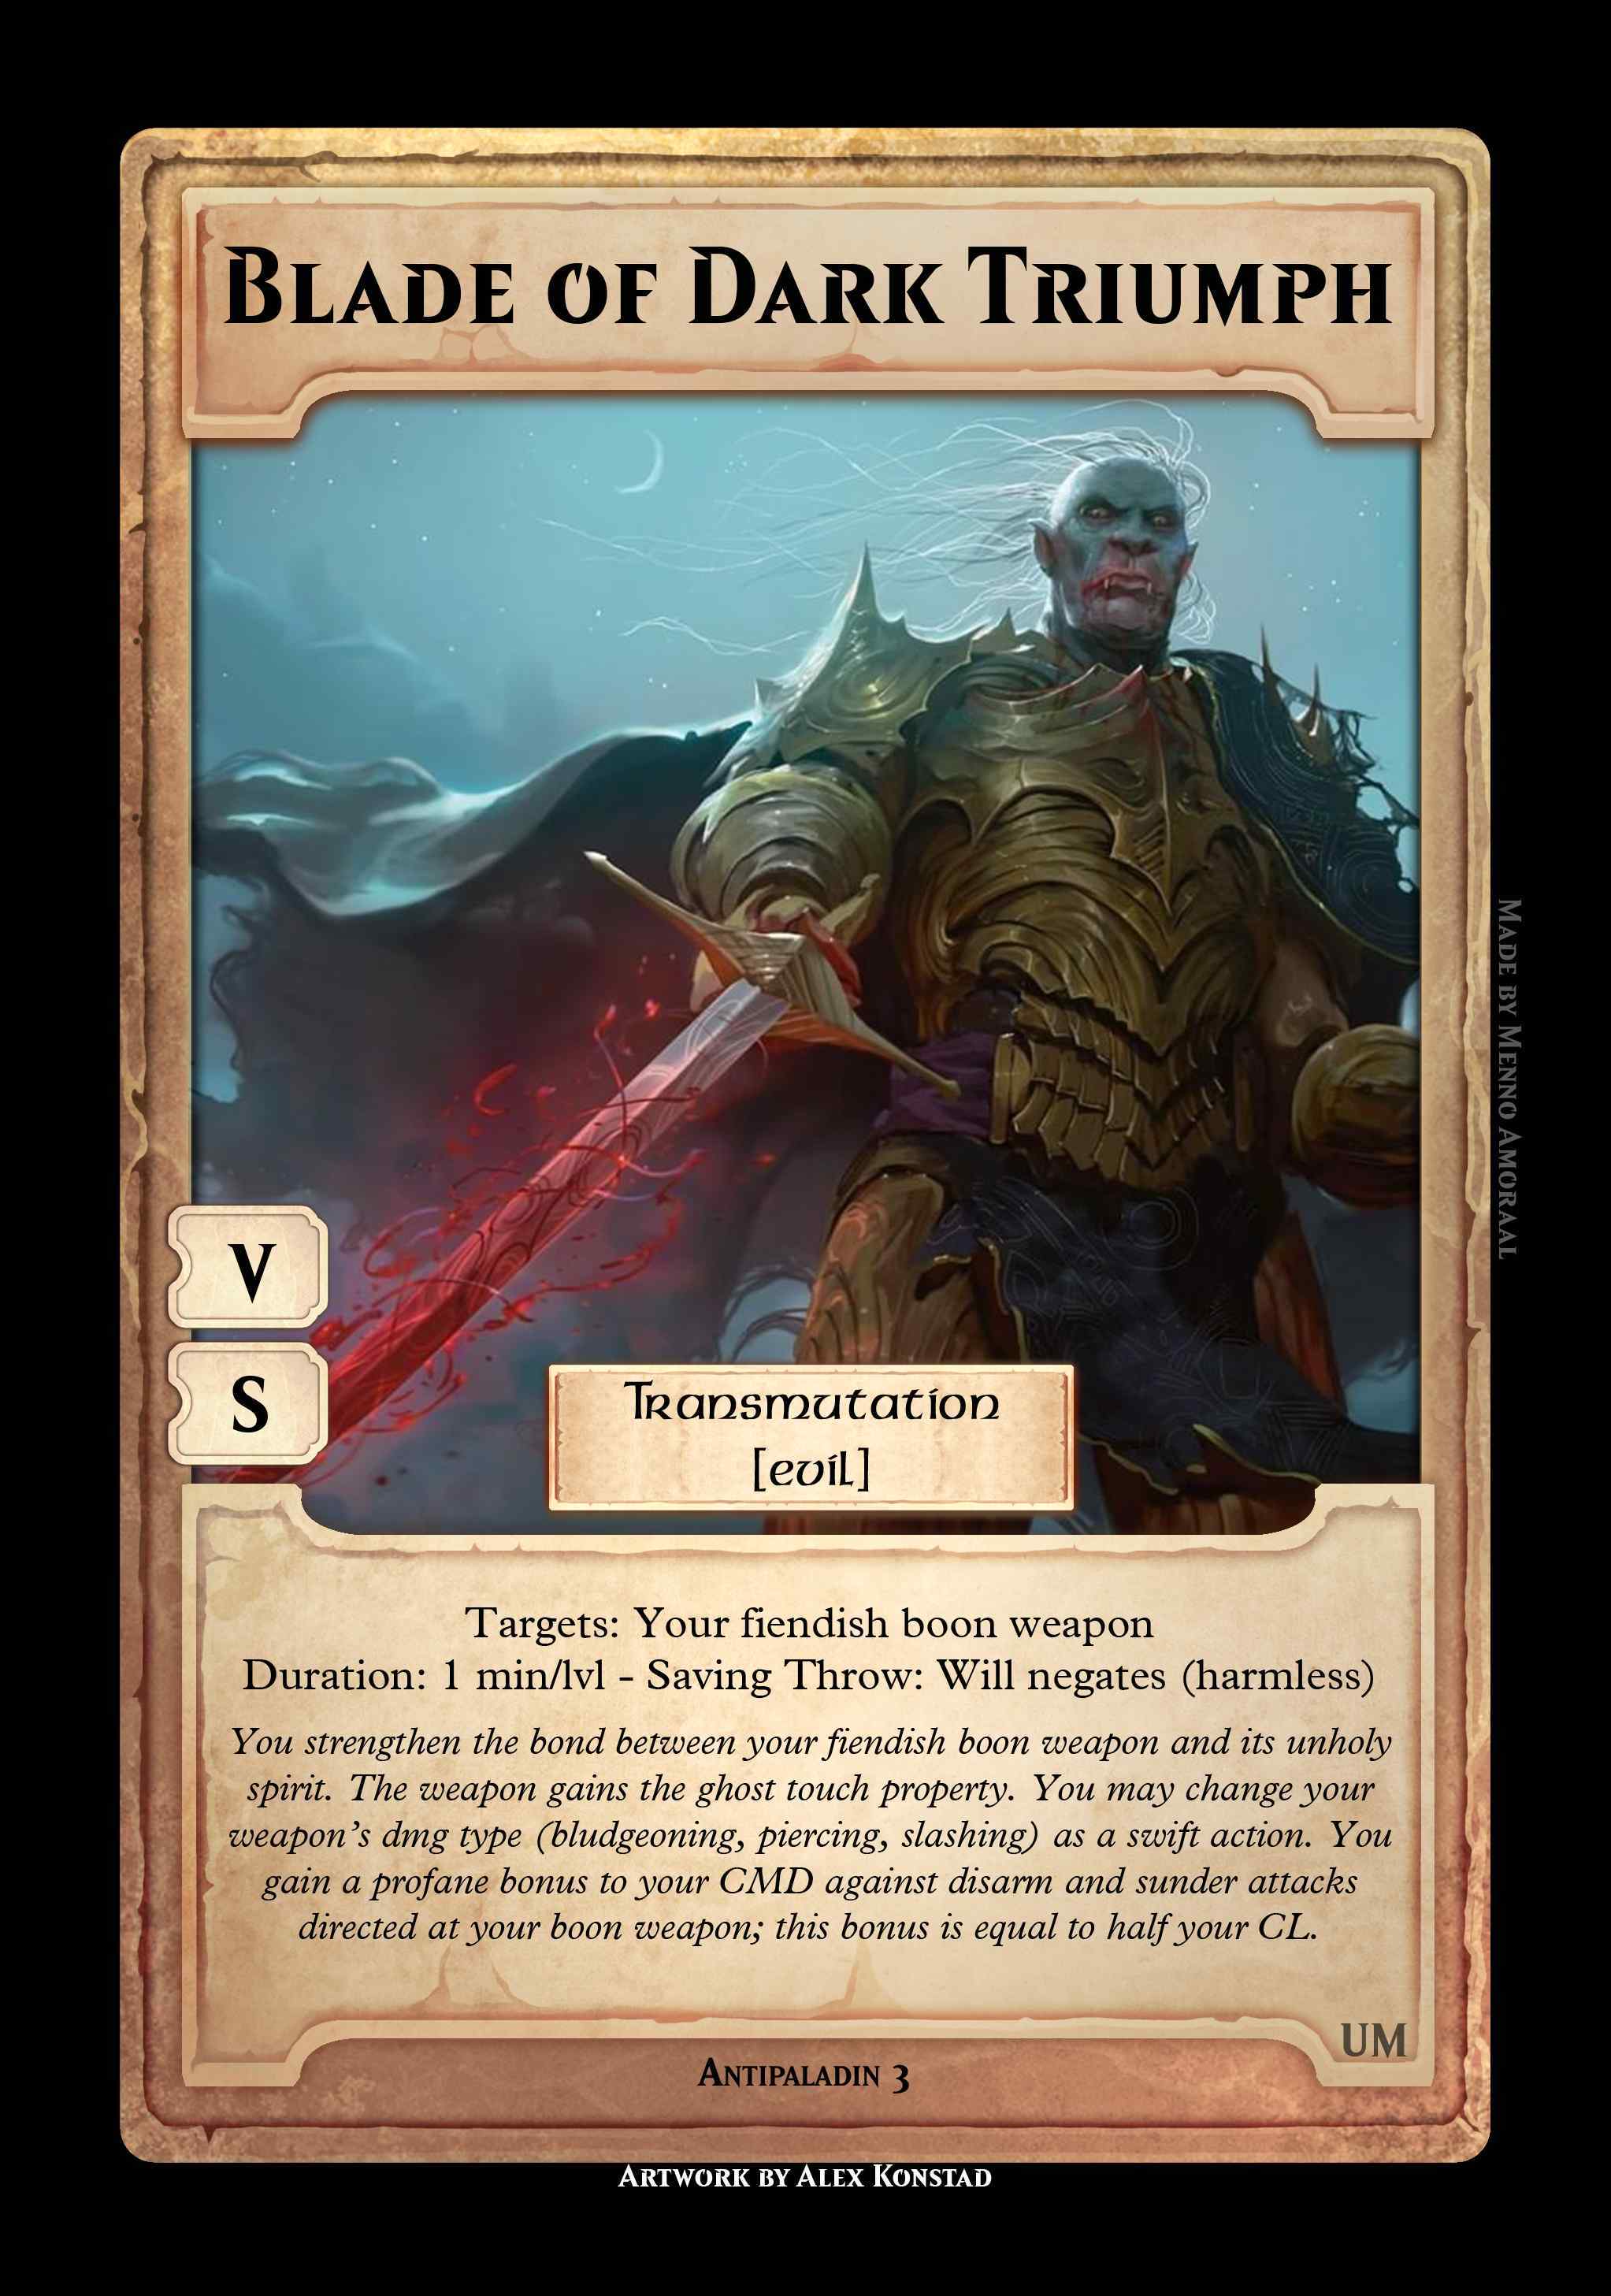 Blade of Dark Triumph
V
S
Transmutation
[evil]
Targets: Your fiendish boon weapon
Duration: 1 min/lvl - Saving Throw: Will negates (harmless)
You strengthen the bond between your fiendish boon weapon and its unholy
spirit. The weapon gains the ghost touch property. You may change your
weapon's dmg type (bludgeoning, piercing, slashing) as a swift action. You
gain a profane bonus to your CMD against disarm and sunder attacks
directed at your boon weapon; this bonus is equal to half your CL.
UM
Antipaladin 3
Artwork by Alex Konstad
Made by Menno Amoraal